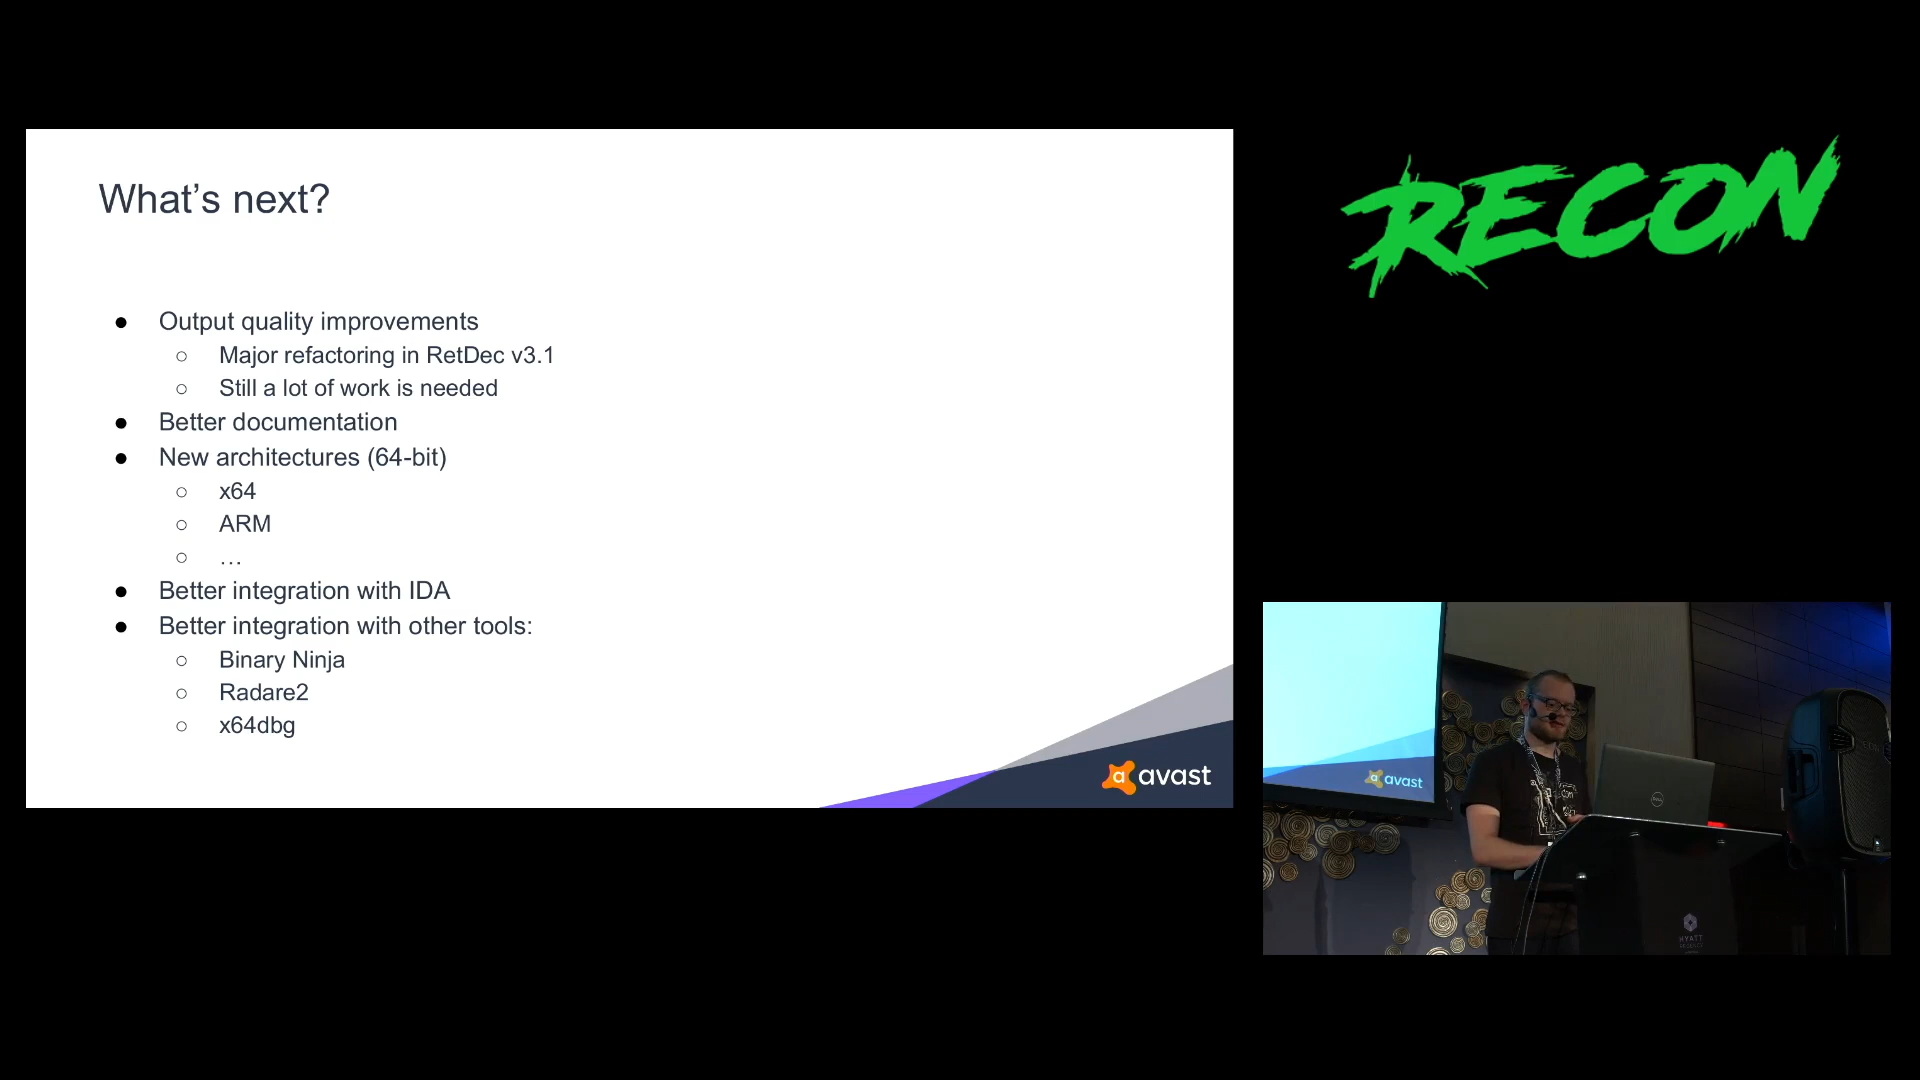 What’s next?
● Output quality improvements
○ Major refactoring in RetDec v3.1
○ Still a lot of work is needed
● Better documentation
● New architectures (64-bit)
○ x64
○ ARM
○ …
● Better integration with IDA
● Better integration with other tools:
○ Binary Ninja
○ Radare2
○ x64dbg
a avast
RECON
avast
DELL
HYATT